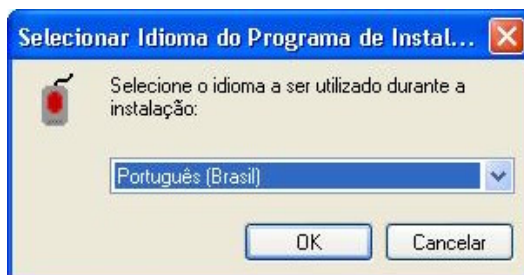 Selecionar Idioma do Programa de Instal...
Selecione o idioma a ser utilizado durante a
instalação:
Português (Brasil)
OK Cancelar